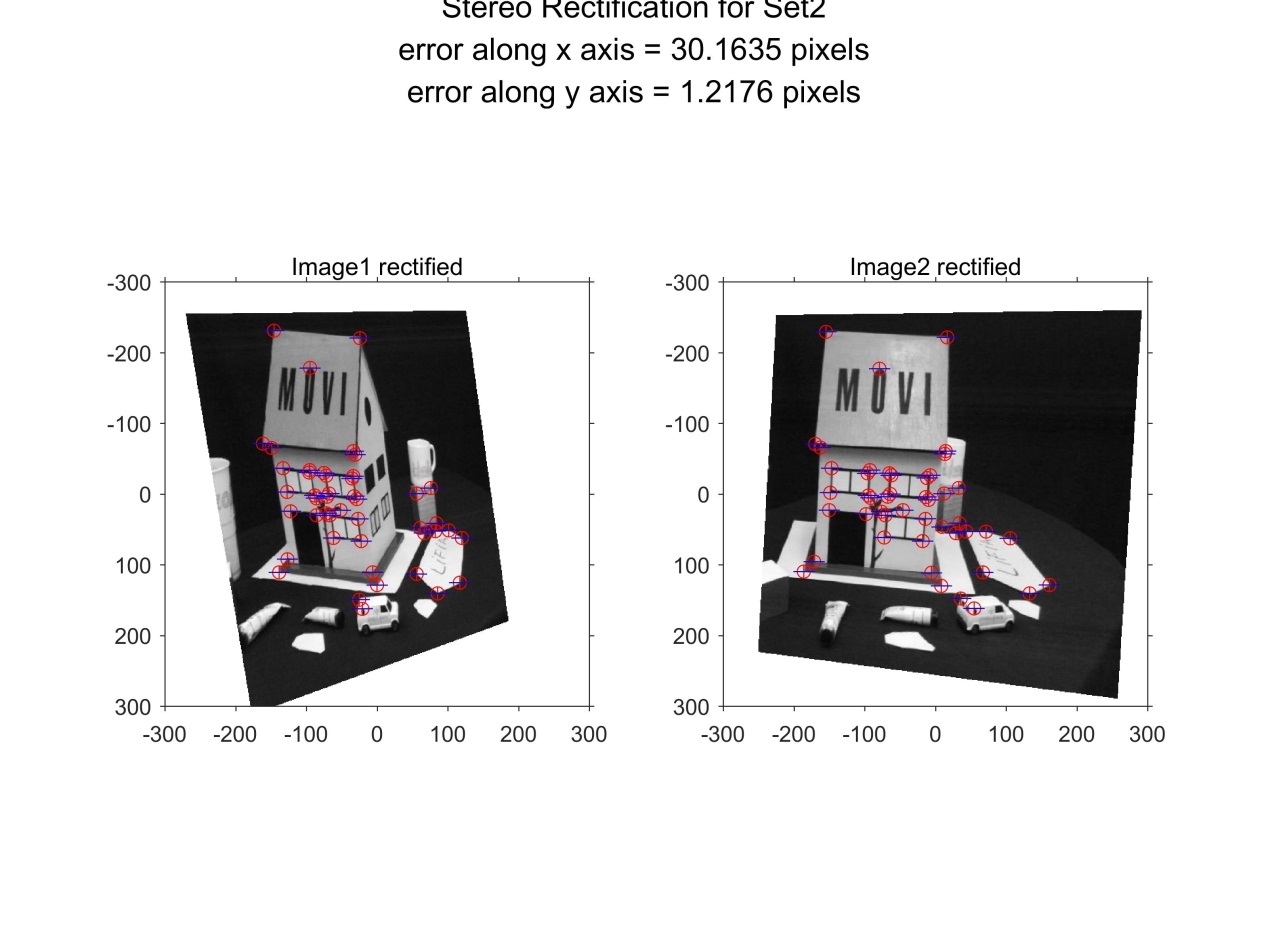 Stereo Rectification for Set2
error along x axis = 30.1635 pixels
error along y axis = 1.2176 pixels
Image1 rectified
-300
-200
-100
0
100
200
300
-300 -200 -100 0 100 200 300
MOVI
LIFIA
Image2 rectified
-300
-200
-100
0
100
200
300
-300 -200 -100 0 100 200 300
MOVI
LIFIA